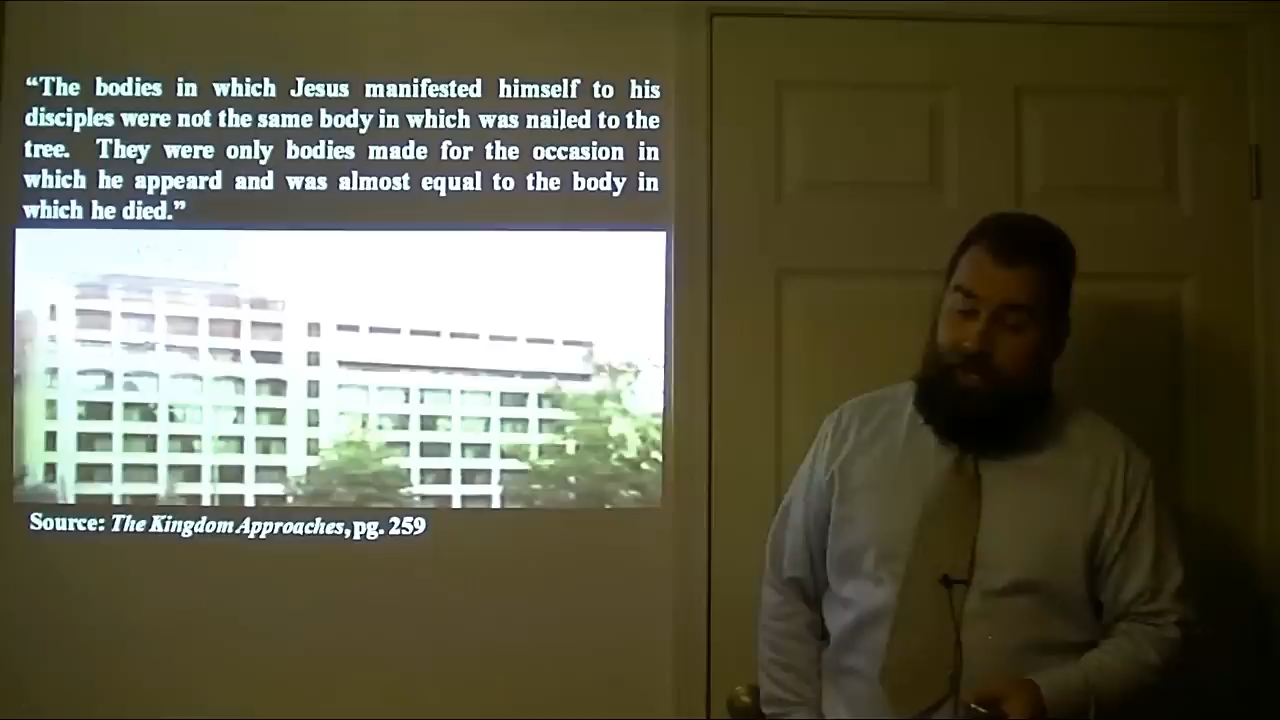 “The bodies in which Jesus manifested himself to his
disciples were not the same body in which was nailed to the
tree. They were only bodies made for the occasion in
which he appeard and was almost equal to the body in
which he died.”
Source: The Kingdom Approaches, pg. 259